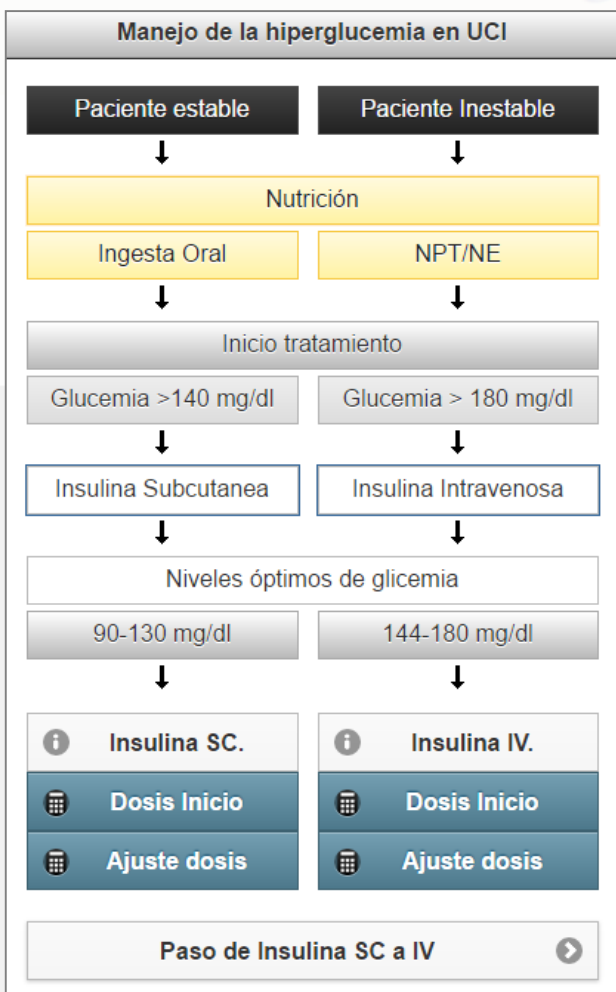 Manejo de la hiperglucemia en UCI
Paciente estable
Paciente Inestable
Nutrición
Ingesta Oral
NPT/NE
Inicio tratamiento
Glucemia >140 mg/dl
Glucemia > 180 mg/dl
Insulina Subcutanea
Insulina Intravenosa
Niveles óptimos de glicemia
90-130 mg/dl
144-180 mg/dl
Insulina SC.
Insulina IV.
Dosis Inicio
Dosis Inicio
Ajuste dosis
Ajuste dosis
Paso de Insulina SC a IV